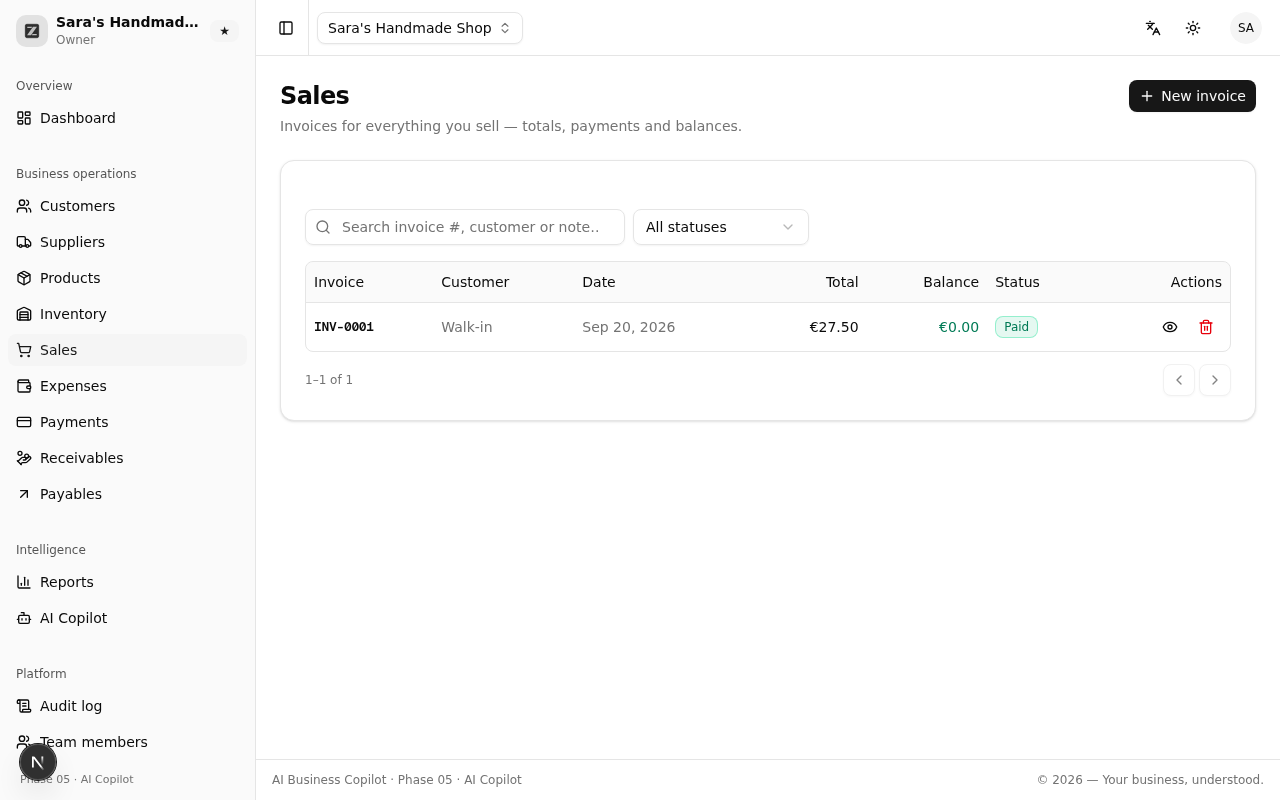 Sara's Handmad...
Owner
★
Overview
Dashboard
Business operations
Customers
Suppliers
Products
Inventory
Sales
Expenses
Payments
Receivables
Payables
Intelligence
Reports
AI Copilot
Platform
Audit log
Team members
Phase 05 · AI Copilot
Sara's Handmade Shop
SA
Sales
New invoice
Invoices for everything you sell — totals, payments and balances.
Search invoice #, customer or note..
All statuses
Invoice Customer Date Total Balance Status Actions
INV-0001 Walk-in Sep 20, 2026 €27.50 €0.00 Paid
1–1 of 1
AI Business Copilot · Phase 05 · AI Copilot
© 2026 — Your business, understood.